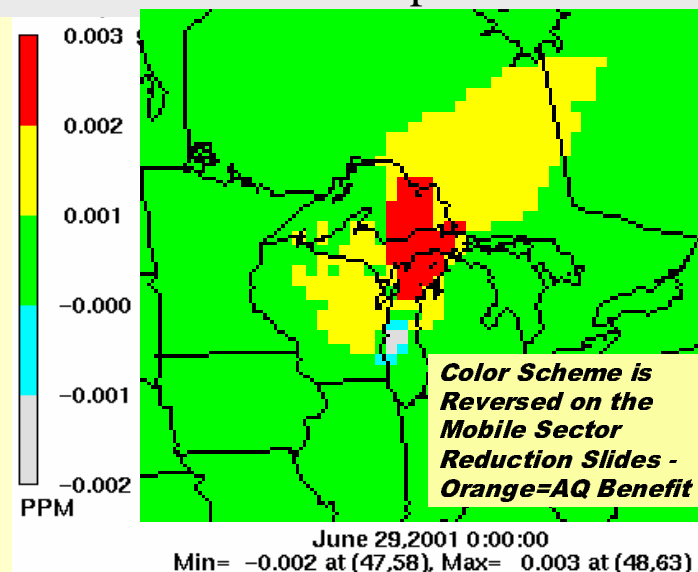 0.003
0.002
0.001
-0.000
-0.001
-0.002
PPM
Color Scheme is
Reversed on the
Mobile Sector
Reduction Slides -
Orange=AQ Benefit
June 29,2001 0:00:00
Min= -0.002 at (47,58), Max= 0.003 at (48,63)